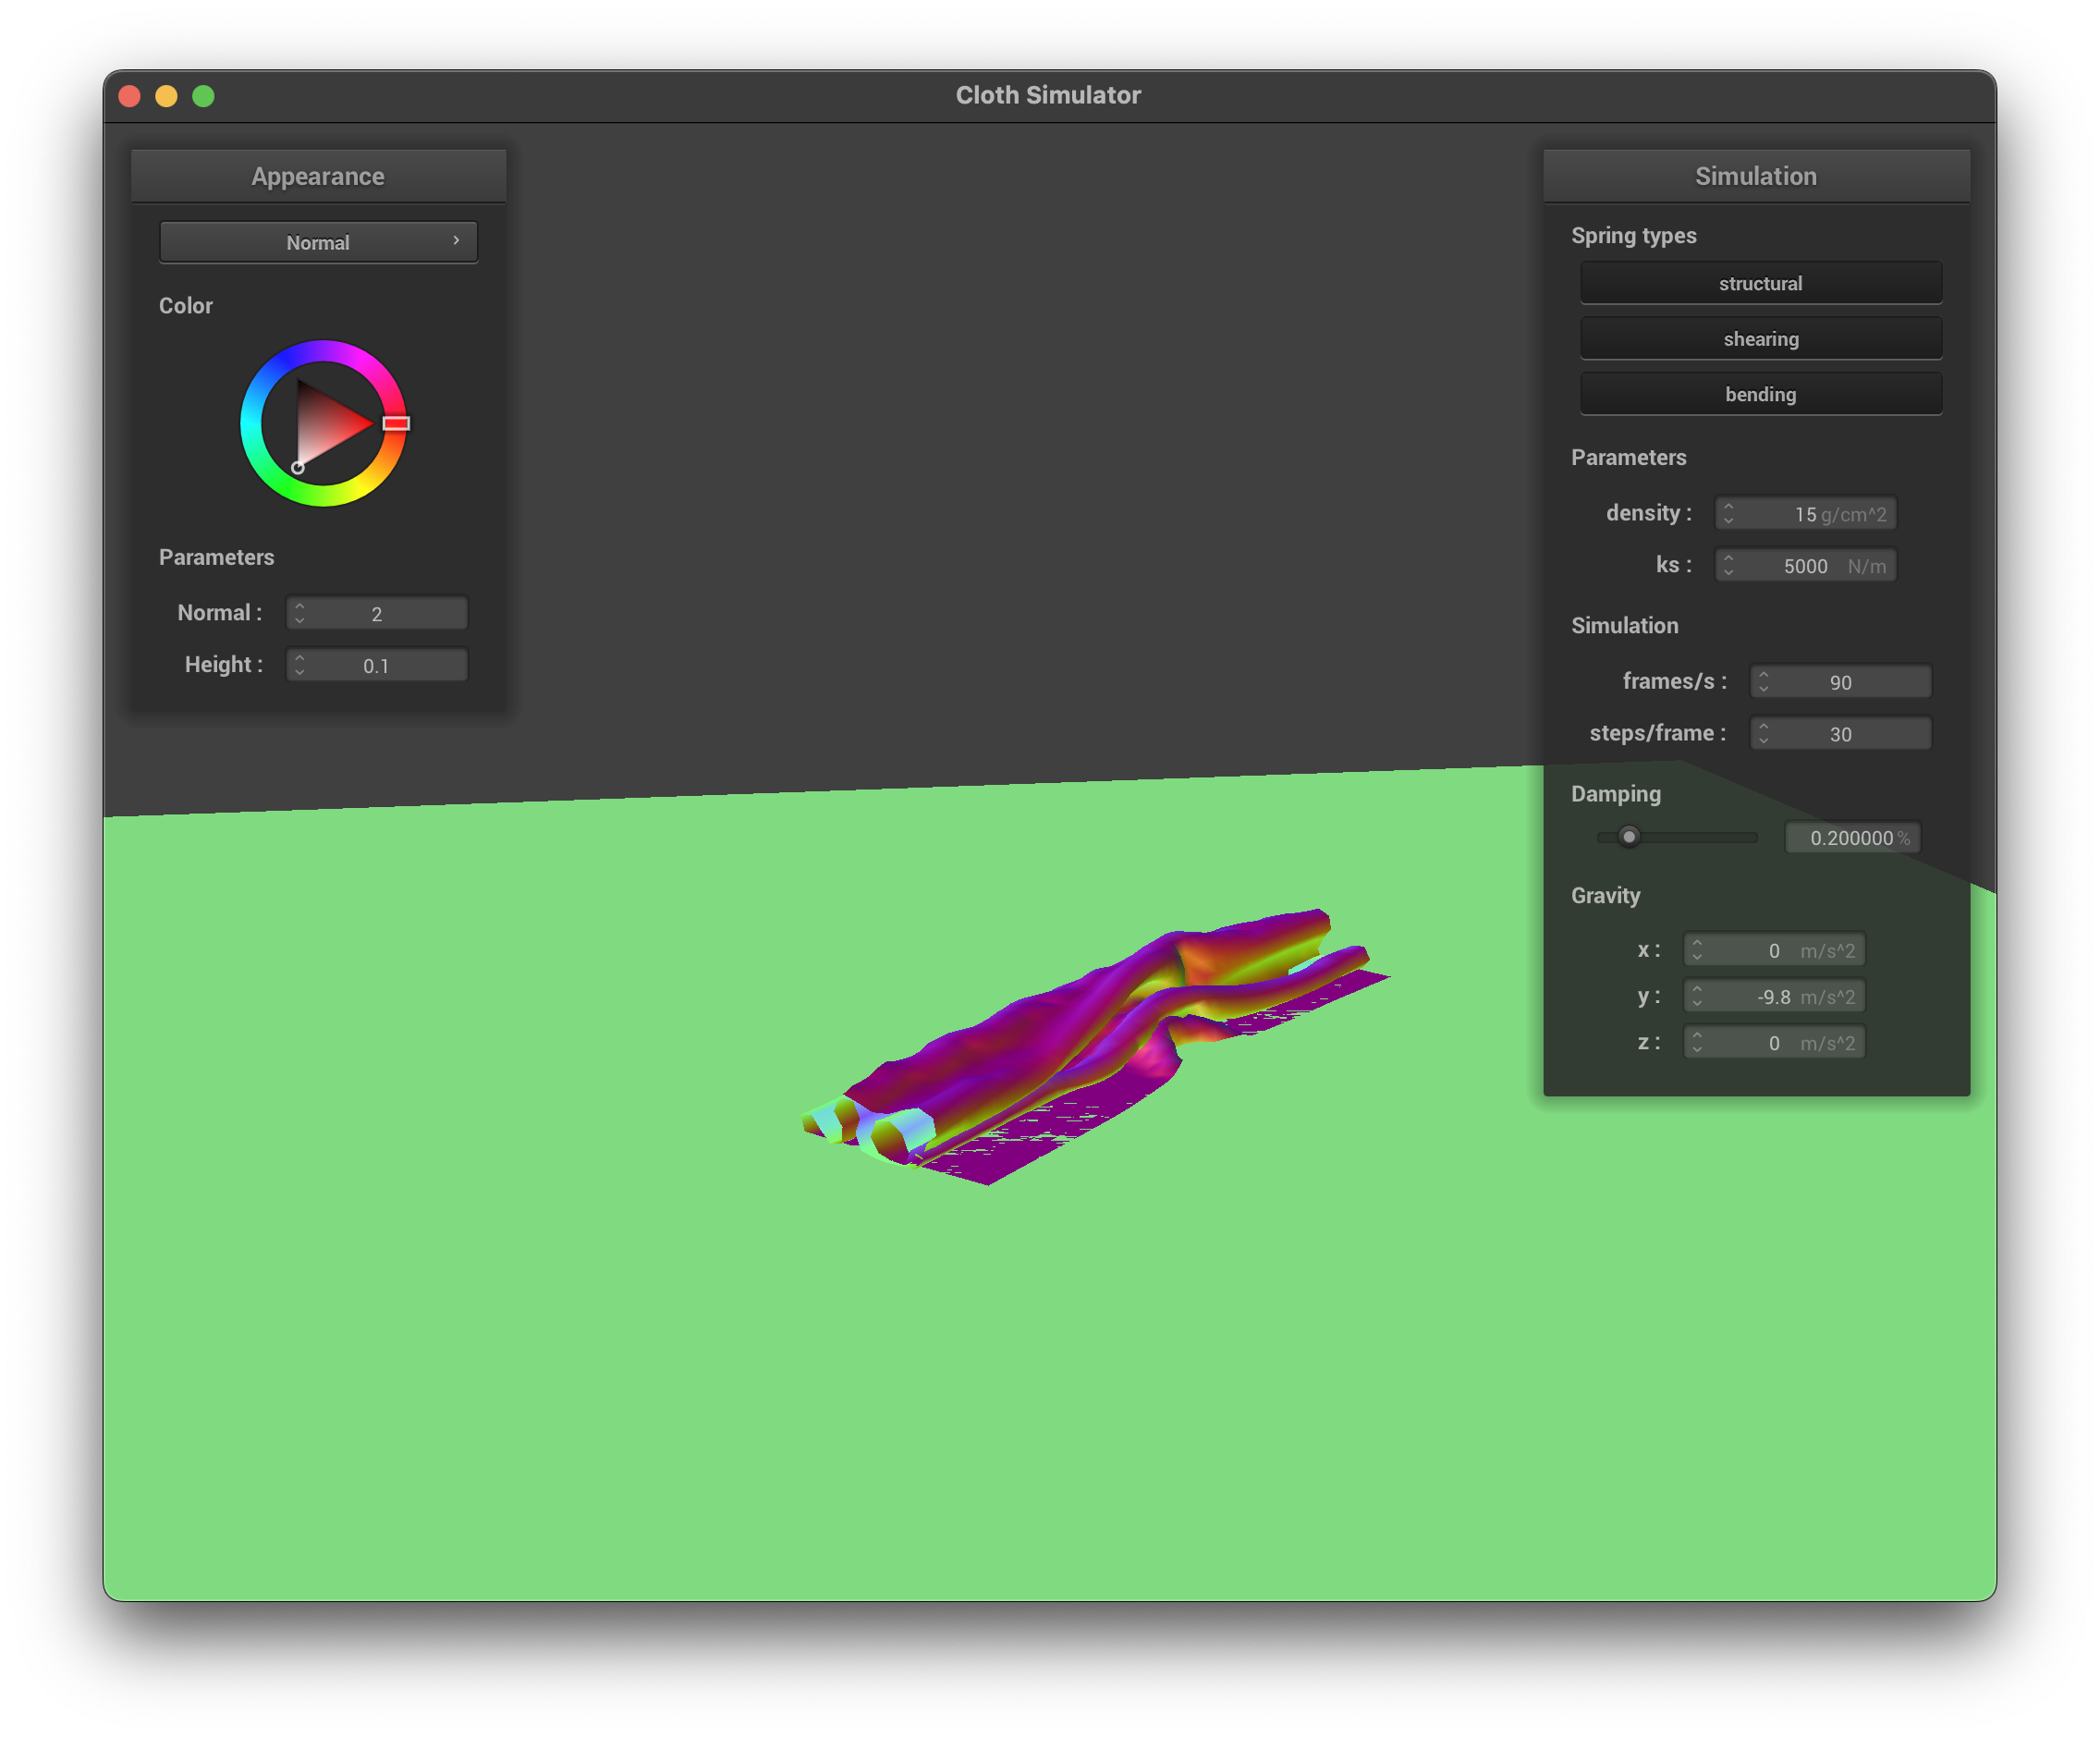 Cloth Simulator
Appearance
Normal
Color
Parameters
Normal : 2
Height : 0.1
Simulation
Spring types
structural
shearing
bending
Parameters
density : 15 g/cm^2
ks : 5000 N/m
Simulation
frames/s : 90
steps/frame : 30
Damping
0.200000 %
Gravity
x : 0 m/s^2
y : -9.8 m/s^2
z : 0 m/s^2